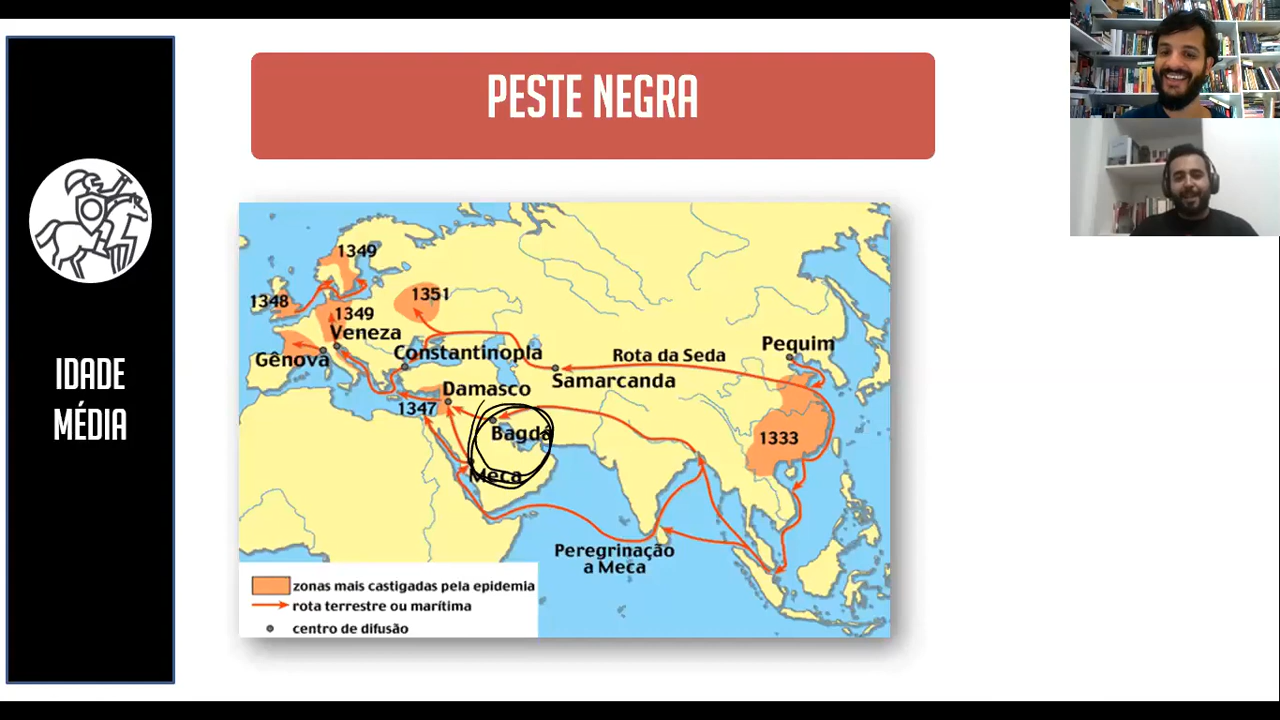 PESTE NEGRA
IDADE
MÉDIA
1349
1348
1351
1349
Veneza
Gênova
Constantinopla
Rota da Seda
Pequim
Samarcanda
Damasco
1347
Bagdá
1333
Meca
Peregrinação
a Meca
zonas mais castigadas pela epidemia
rota terrestre ou marítima
centro de difusão